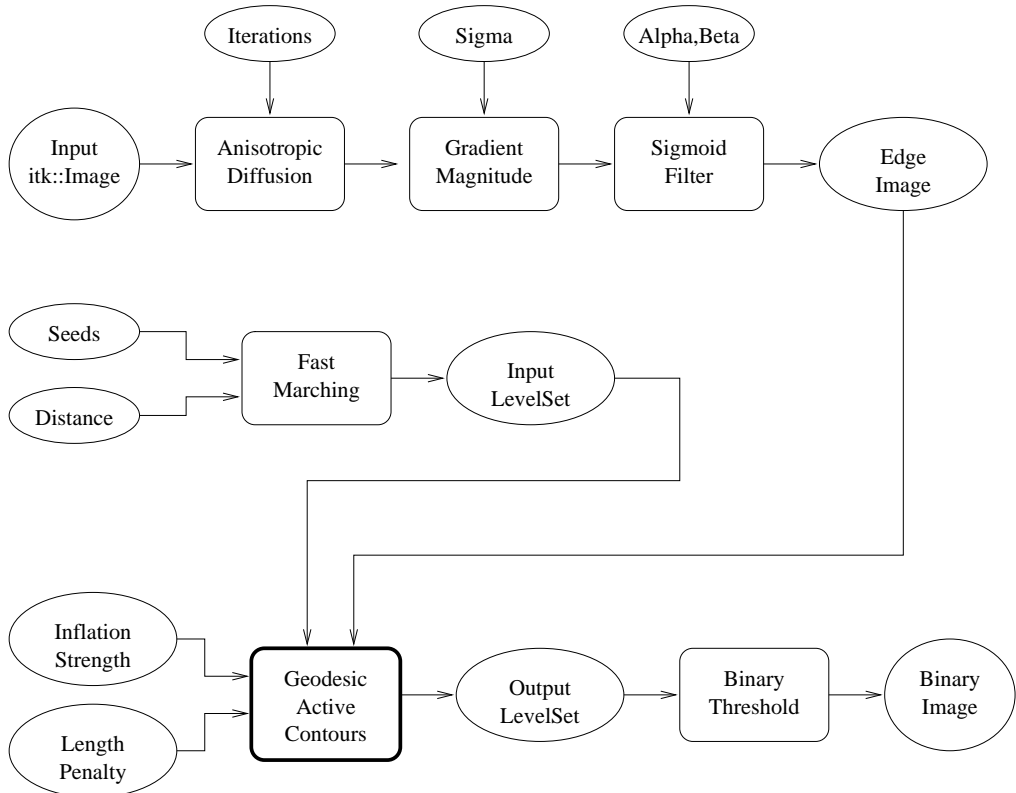 Iterations
Sigma
Alpha,Beta
Input
itk::Image
Anisotropic
Diffusion
Gradient
Magnitude
Sigmoid
Filter
Edge
Image
Seeds
Distance
Fast
Marching
Input
LevelSet
Inflation
Strength
Length
Penalty
Geodesic
Active
Contours
Output
LevelSet
Binary
Threshold
Binary
Image